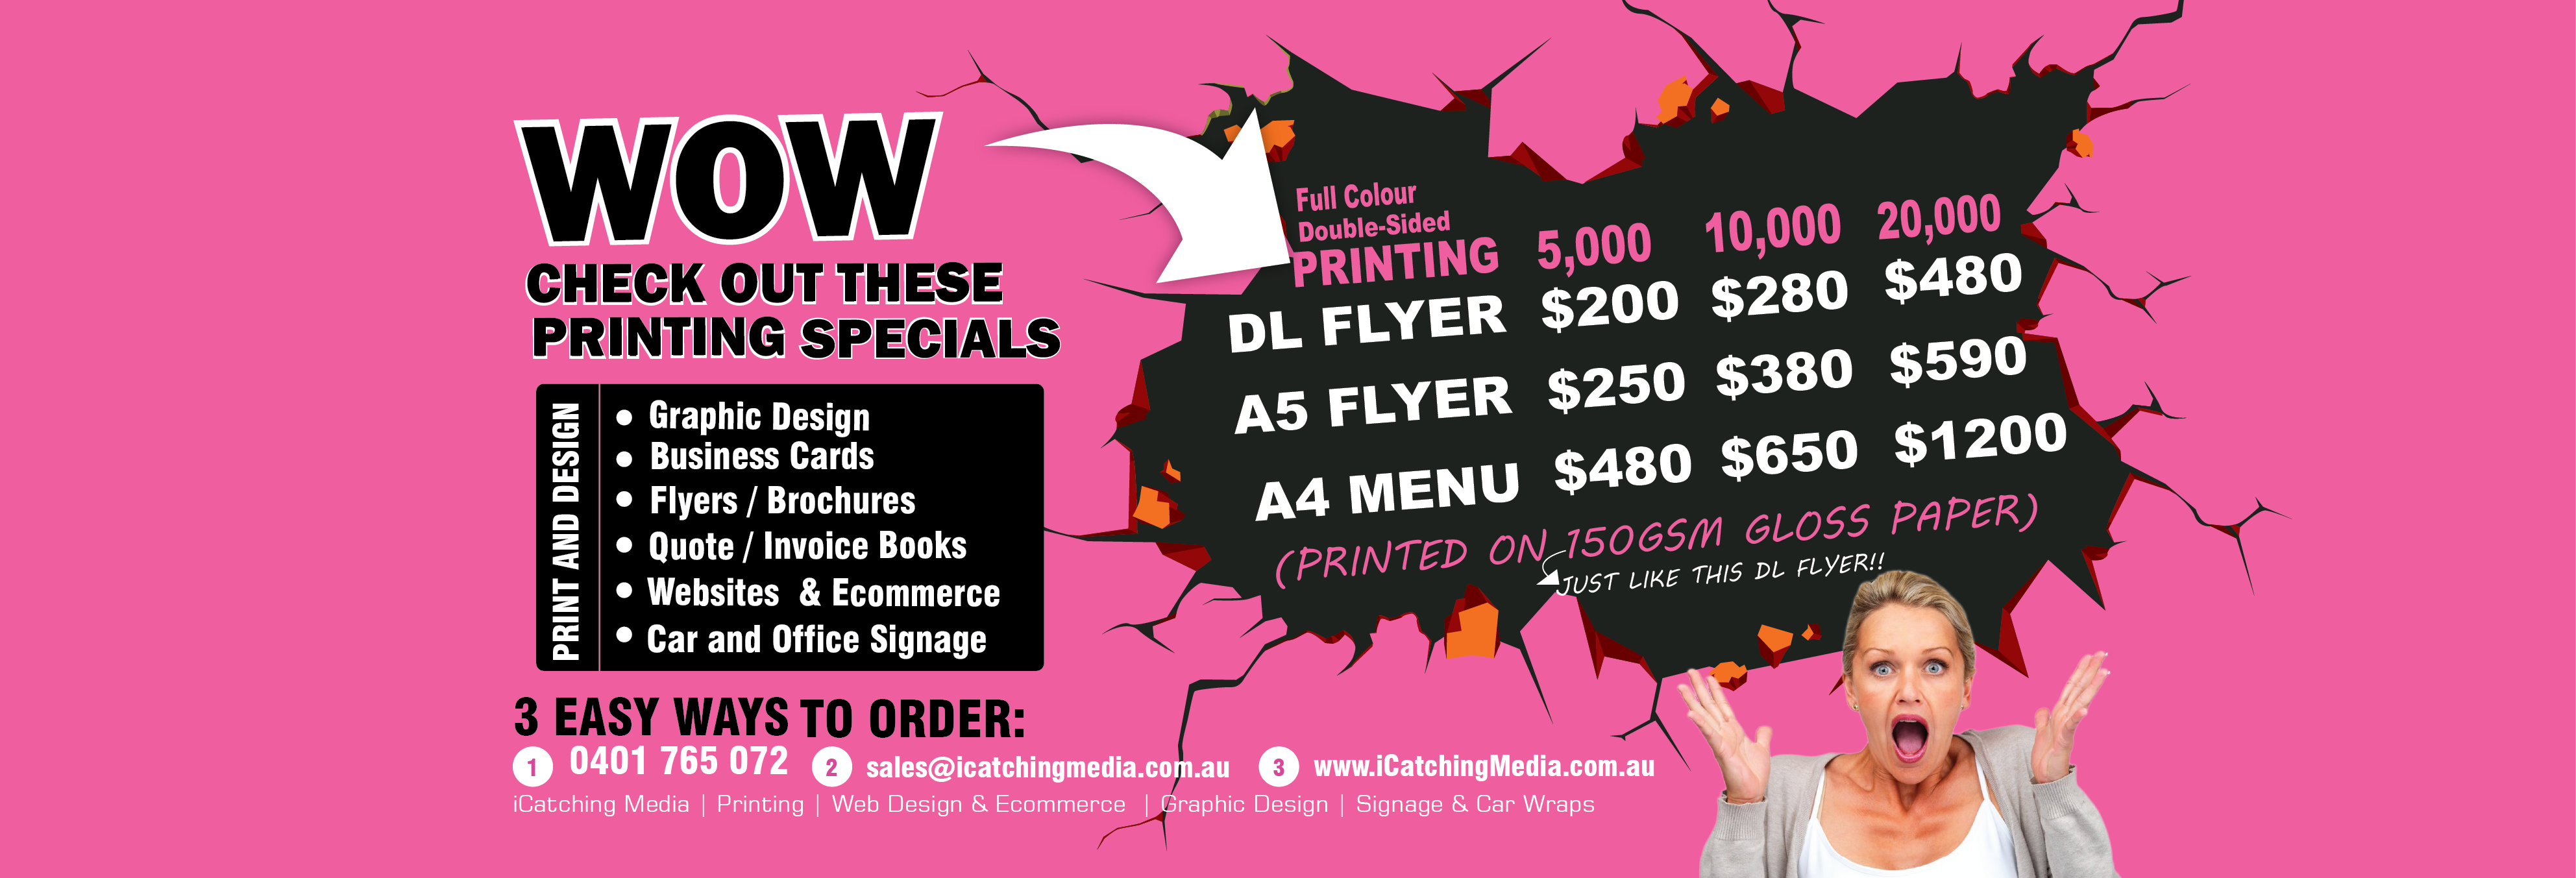 WOW
CHECK OUT THESE
PRINTING SPECIALS
PRINT AND DESIGN
• Graphic Design
• Business Cards
• Flyers / Brochures
• Quote / Invoice Books
• Websites & Ecommerce
• Car and Office Signage
3 EASY WAYS TO ORDER:
1 0401 765 072 2 sales@icatchingmedia.com.au 3 www.iCatchingMedia.com.au
iCatching Media | Printing | Web Design & Ecommerce | Graphic Design | Signage & Car Wraps
Full Colour
Double-Sided
PRINTING 5,000 10,000 20,000
DL FLYER $200 $280 $480
A5 FLYER $250 $380 $590
A4 MENU $480 $650 $1200
(PRINTED ON 150GSM GLOSS PAPER)
JUST LIKE THIS DL FLYER!!